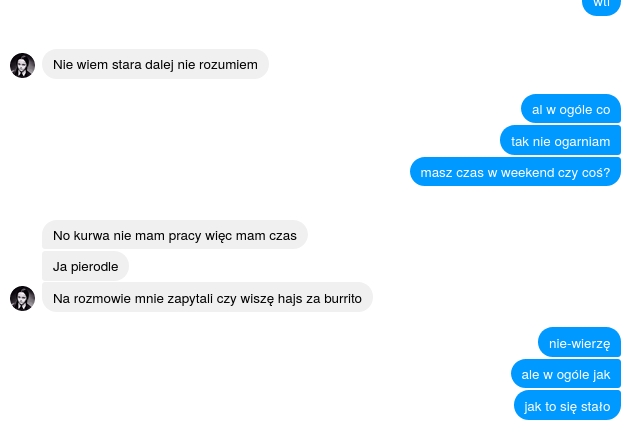 wtf
Nie wiem stara dalej nie rozumiem
al w ogóle co
tak nie ogarniam
masz czas w weekend czy coś?
No kurwa nie mam pracy więc mam czas
Ja pierodle
Na rozmowie mnie zapytali czy wiszę hajs za burrito
nie-wierzę
ale w ogóle jak
jak to się stało